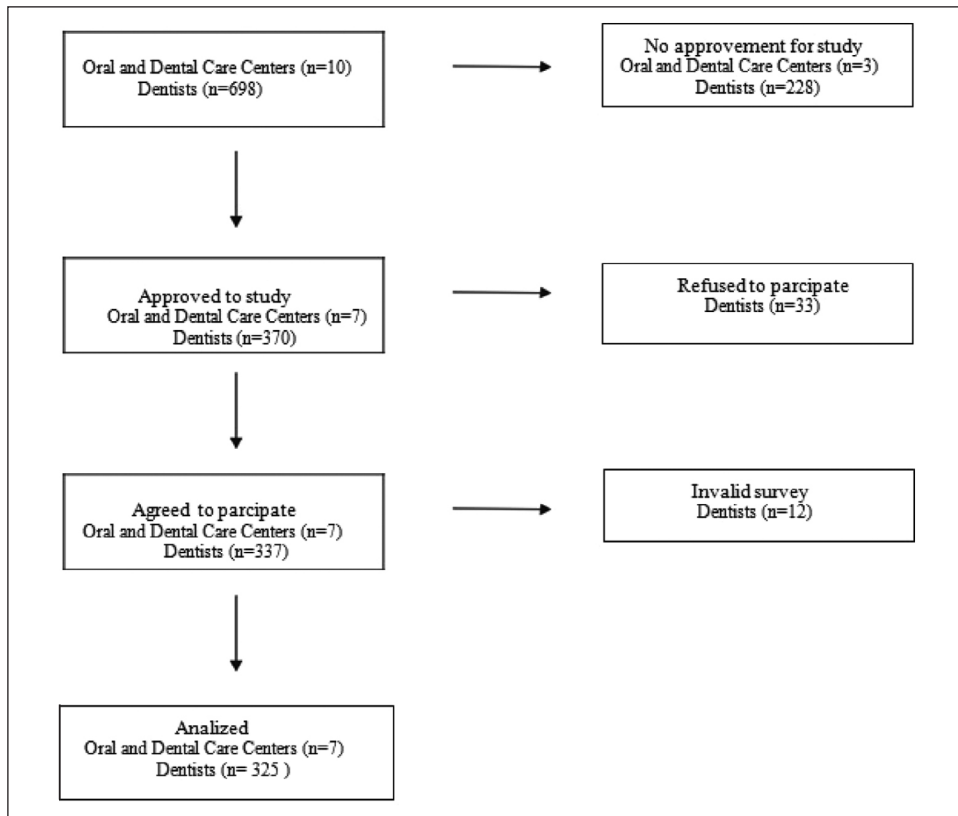 Oral and Dental Care Centers (n=10)
Dentists (n=698)
No approvement for study
Oral and Dental Care Centers (n=3)
Dentists (n=228)
Approved to study
Oral and Dental Care Centers (n=7)
Dentists (n=370)
Refused to parcipate
Dentists (n=33)
Agreed to parcipate
Oral and Dental Care Centers (n=7)
Dentists (n=337)
Invalid survey
Dentists (n=12)
Analized
Oral and Dental Care Centers (n=7)
Dentists (n= 325 )